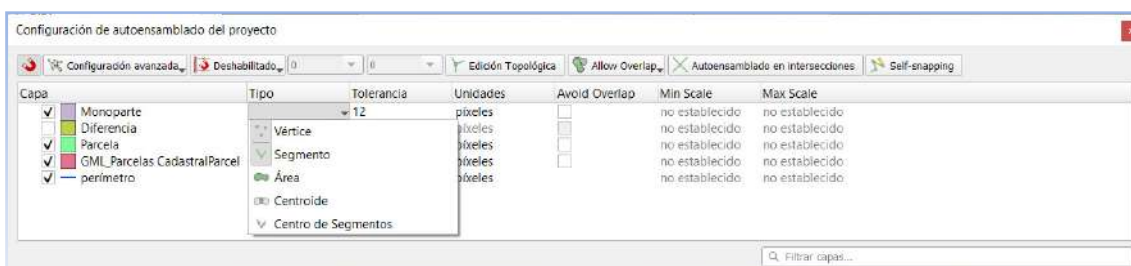 Configuración de autoensamblado del proyecto
Configuración avanzada Deshabilitado 0 0 Edición Topológica Allow Overlap Autoensamblado en intersecciones Self-snapping
Capa Tipo Tolerancia Unidades Avoid Overlap Min Scale Max Scale
Monoparte 12 píxeles no establecido no establecido
Diferencia píxeles no establecido no establecido
Parcela píxeles no establecido no establecido
GML_Parcelas CadastralParcel píxeles no establecido no establecido
perímetro píxeles no establecido no establecido
Vértice
Segmento
Área
Centroide
Centro de Segmentos
Filtrar capas...